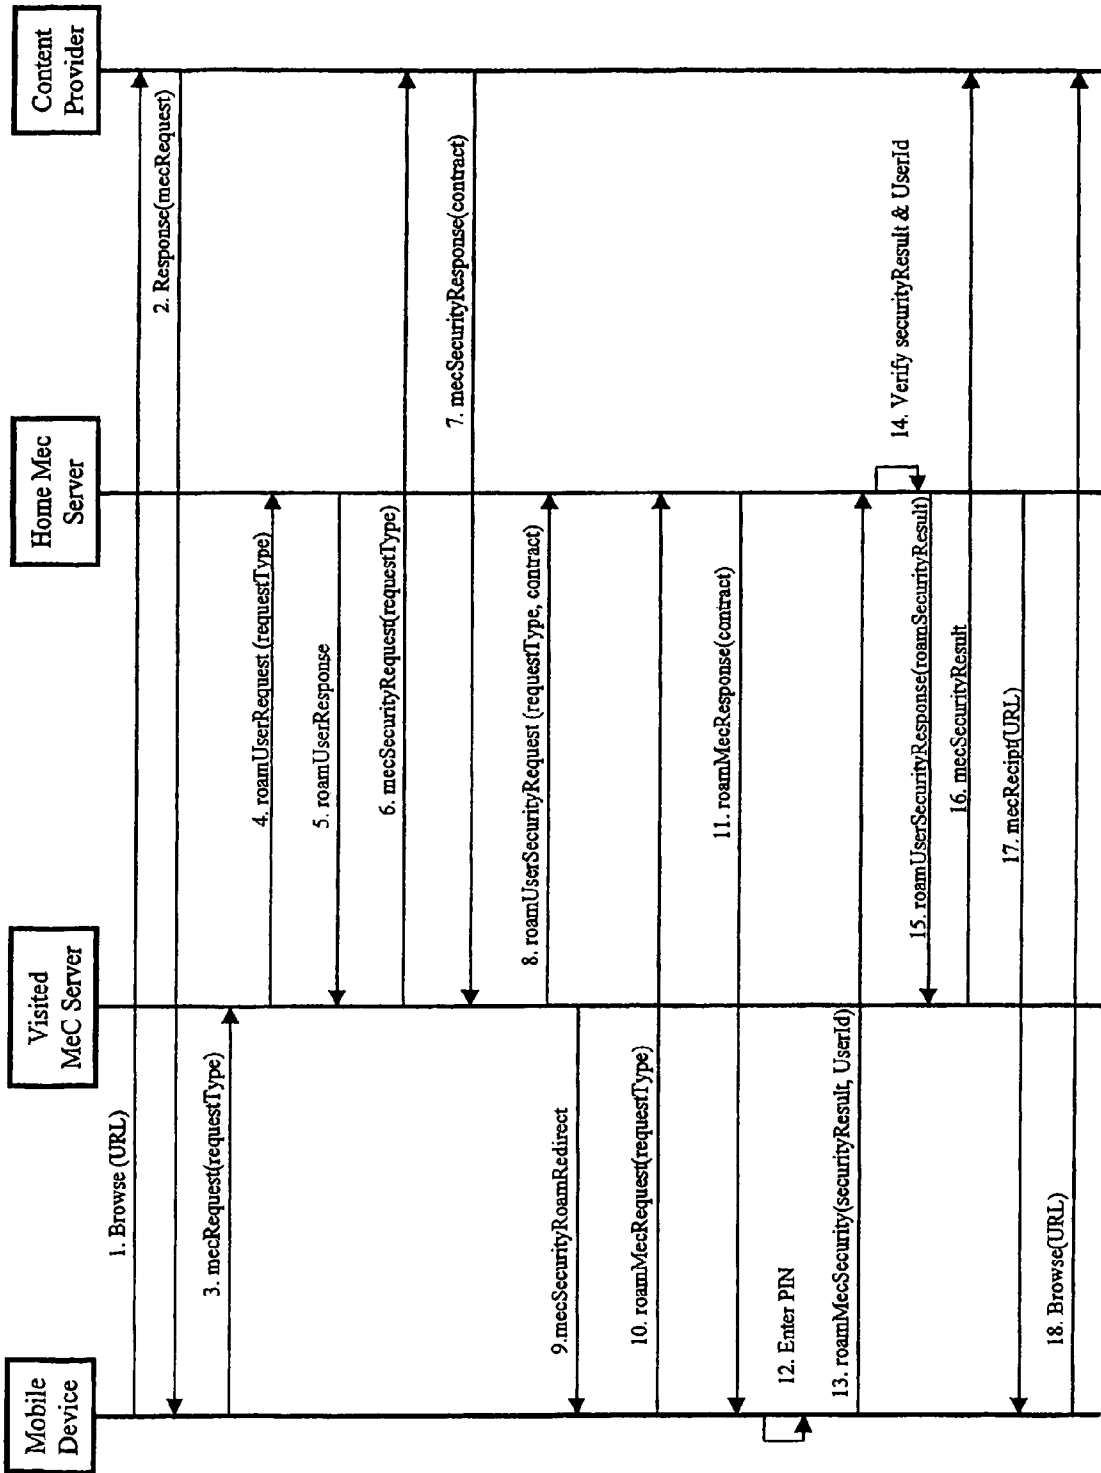 Mobile
Device
Visited
MeC Server
Home Mec
Server
Content
Provider
1. Browse (URL)
2. Response(mecRequest)
3. mecRequest(requestType)
4. roamUserRequest (requestType)
5. roamUserResponse
6. mecSecurityRequest(requestType)
7. mecSecurityResponse(contract)
8. roamUserSecurityRequest (requestType, contract)
9.mecSecurityRoamRedirect
10. roamMecRequest(requestType)
11. roamMecResponse(contract)
12. Enter PIN
13. roamMecSecurity(securityResult, UserId)
14. Verify securityResult & UserId
15. roamUserSecurityResponse(roamSecurityResult)
16. mecSecurityResult
17. mecRecipt(URL)
18. Browse(URL)